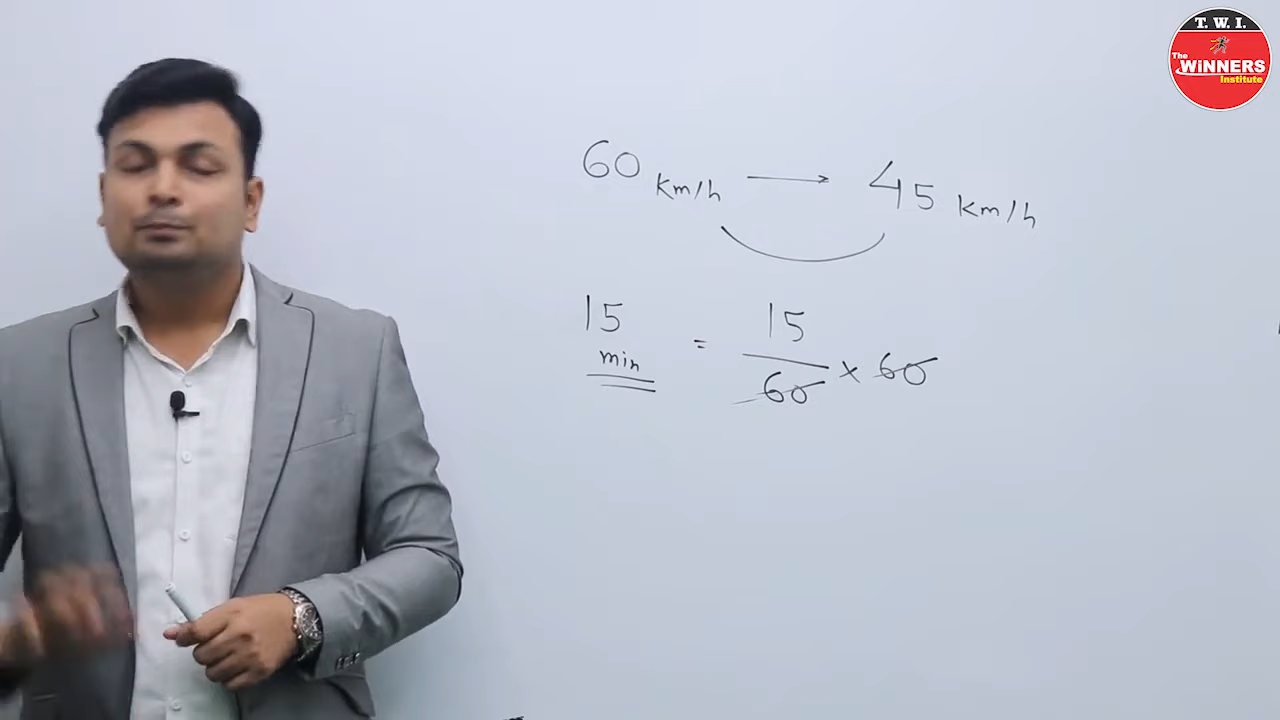 T. W. I.
The
WiNNERS
Institute
60 Km/h → 45 Km/h
15 min = 15/60 × 60